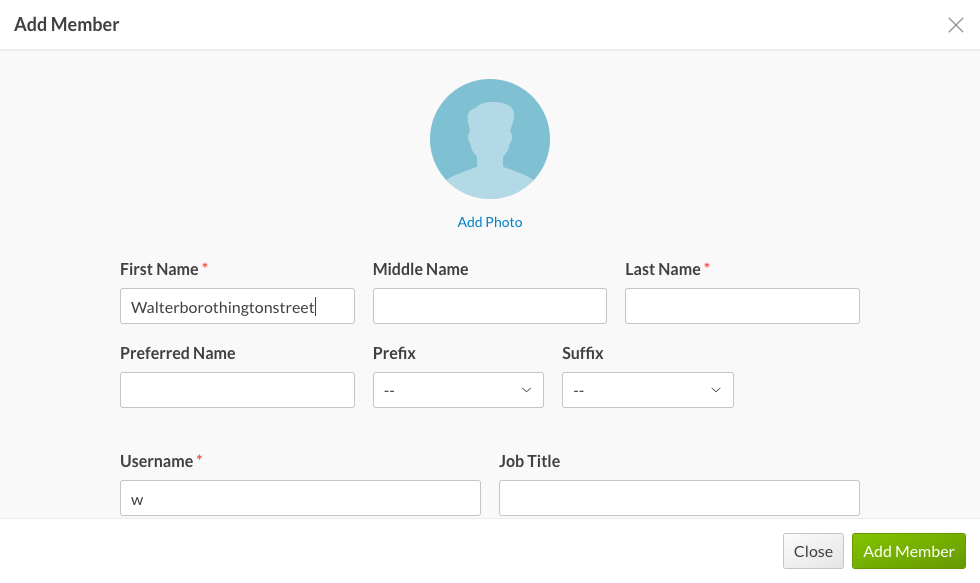 Add Member
Add Photo
First Name * Middle Name Last Name *
Walterborothingtonstreet
Preferred Name Prefix Suffix
-- --
Username * Job Title
w
Close Add Member